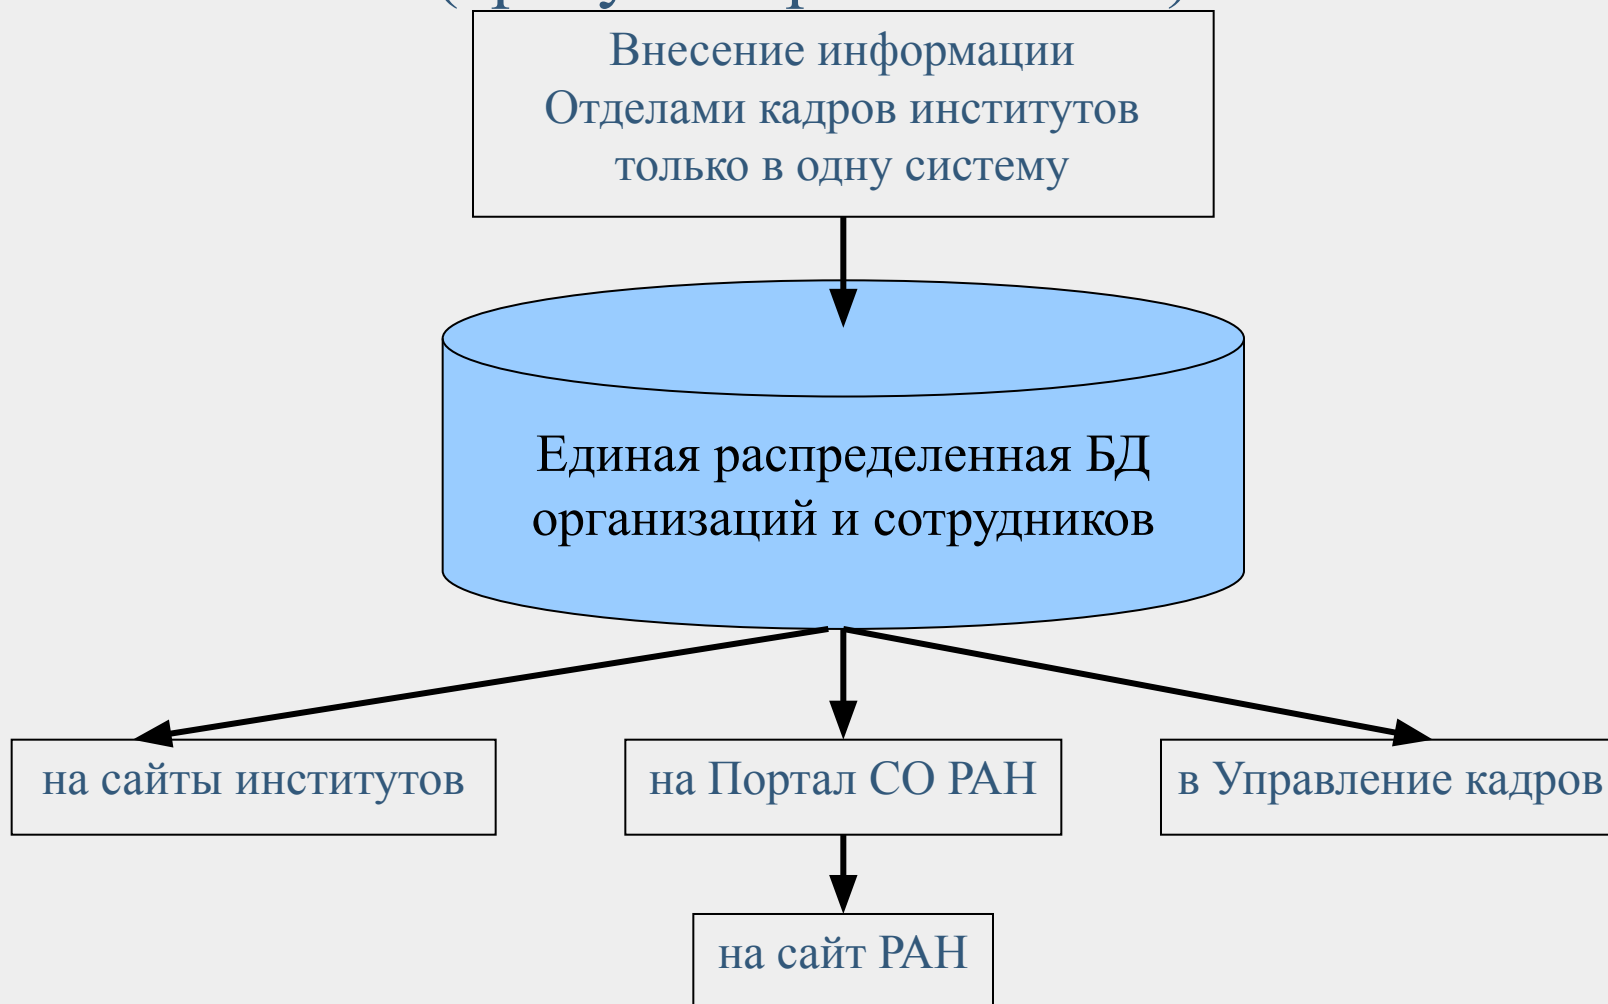 Внесение информации
Отделами кадров институтов
только в одну систему
Единая распределенная БД
организаций и сотрудников
на сайты институтов
на Портал СО РАН
в Управление кадров
на сайт РАН